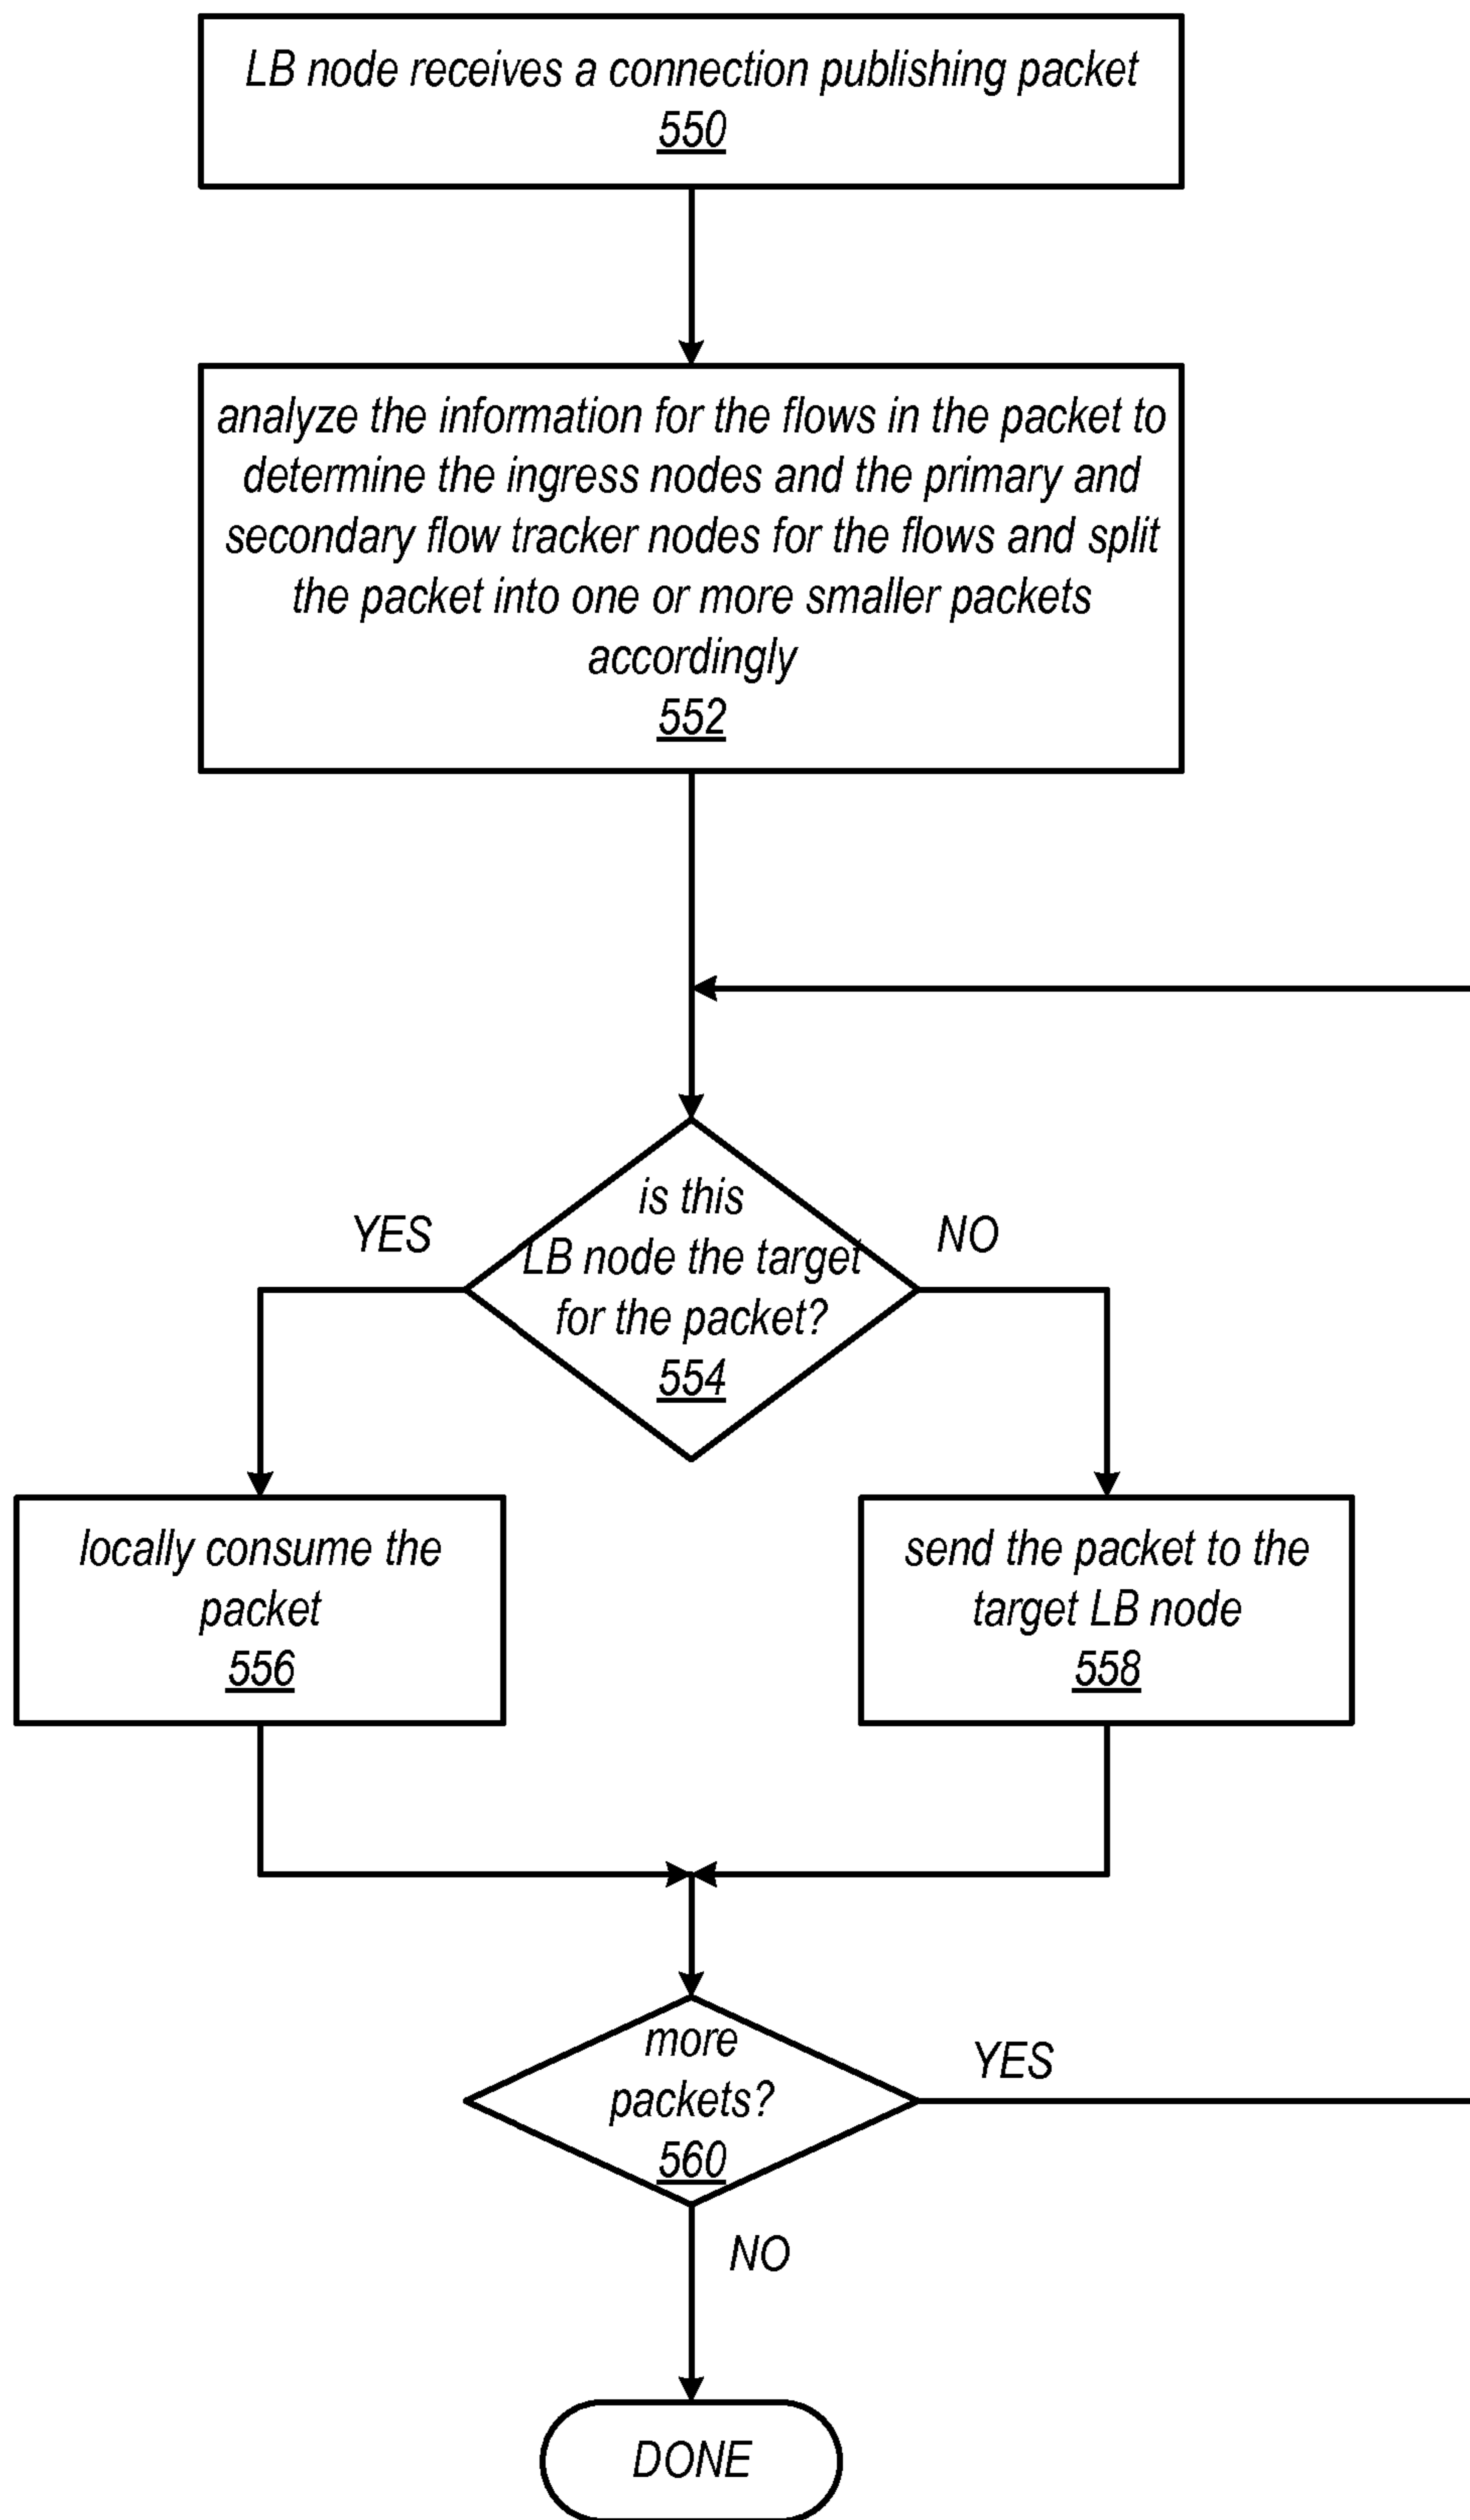 LB node receives a connection publishing packet
550
analyze the information for the flows in the packet to
determine the ingress nodes and the primary and
secondary flow tracker nodes for the flows and split
the packet into one or more smaller packets
accordingly
552
is this
LB node the target
for the packet?
554
YES
NO
locally consume the
packet
556
send the packet to the
target LB node
558
more
packets?
560
YES
NO
DONE